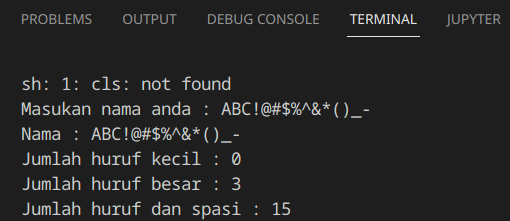 PROBLEMS OUTPUT DEBUG CONSOLE TERMINAL JUPYTER
sh: 1: cls: not found
Masukan nama anda : ABC!@#$%^&*()_-
Nama : ABC!@#$%^&*()_-
Jumlah huruf kecil : 0
Jumlah huruf besar : 3
Jumlah huruf dan spasi : 15